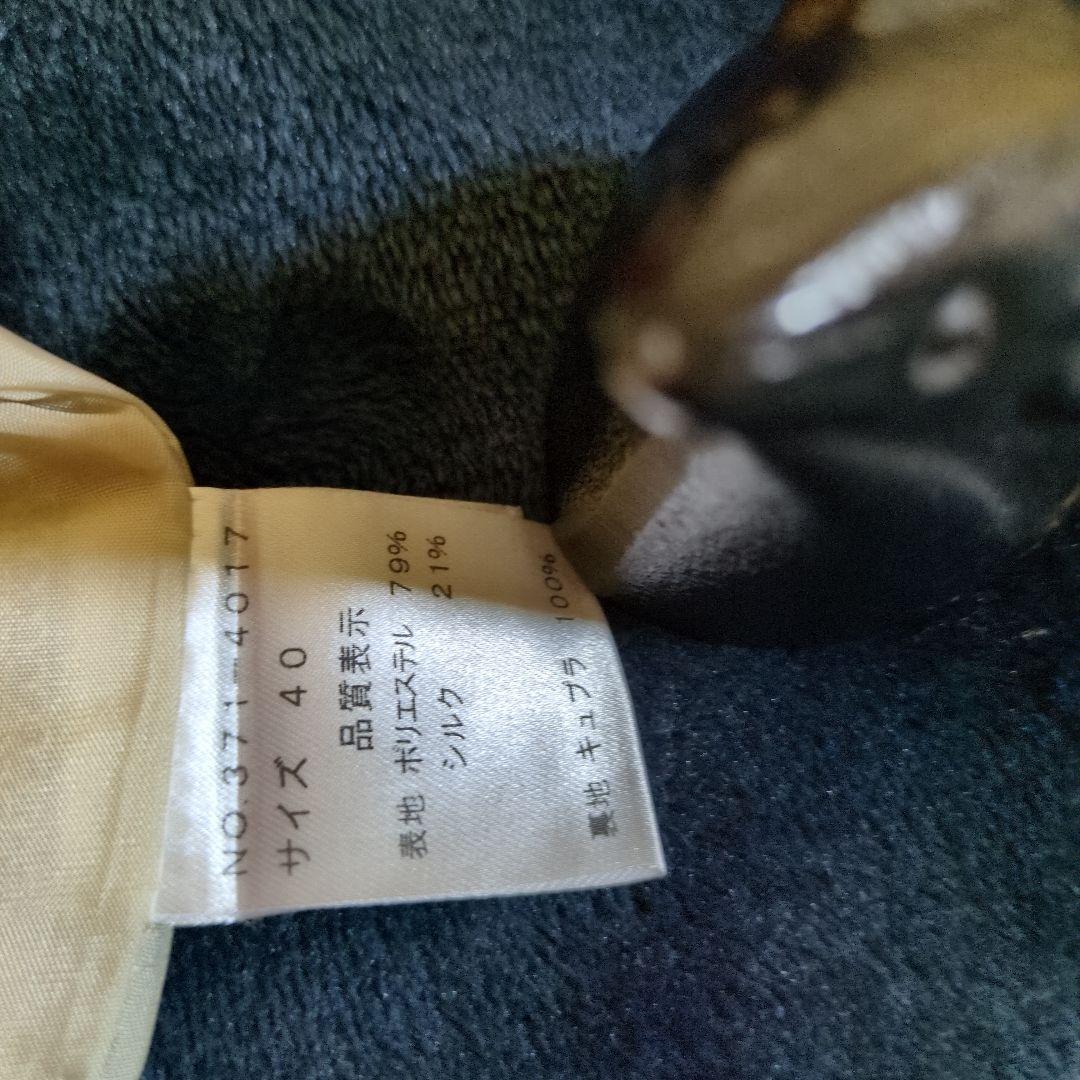 NO.371-4017
サイズ 40
品質表示
表地 ポリエステル 79%
シルク 21%
裏地 キュプラ 100%